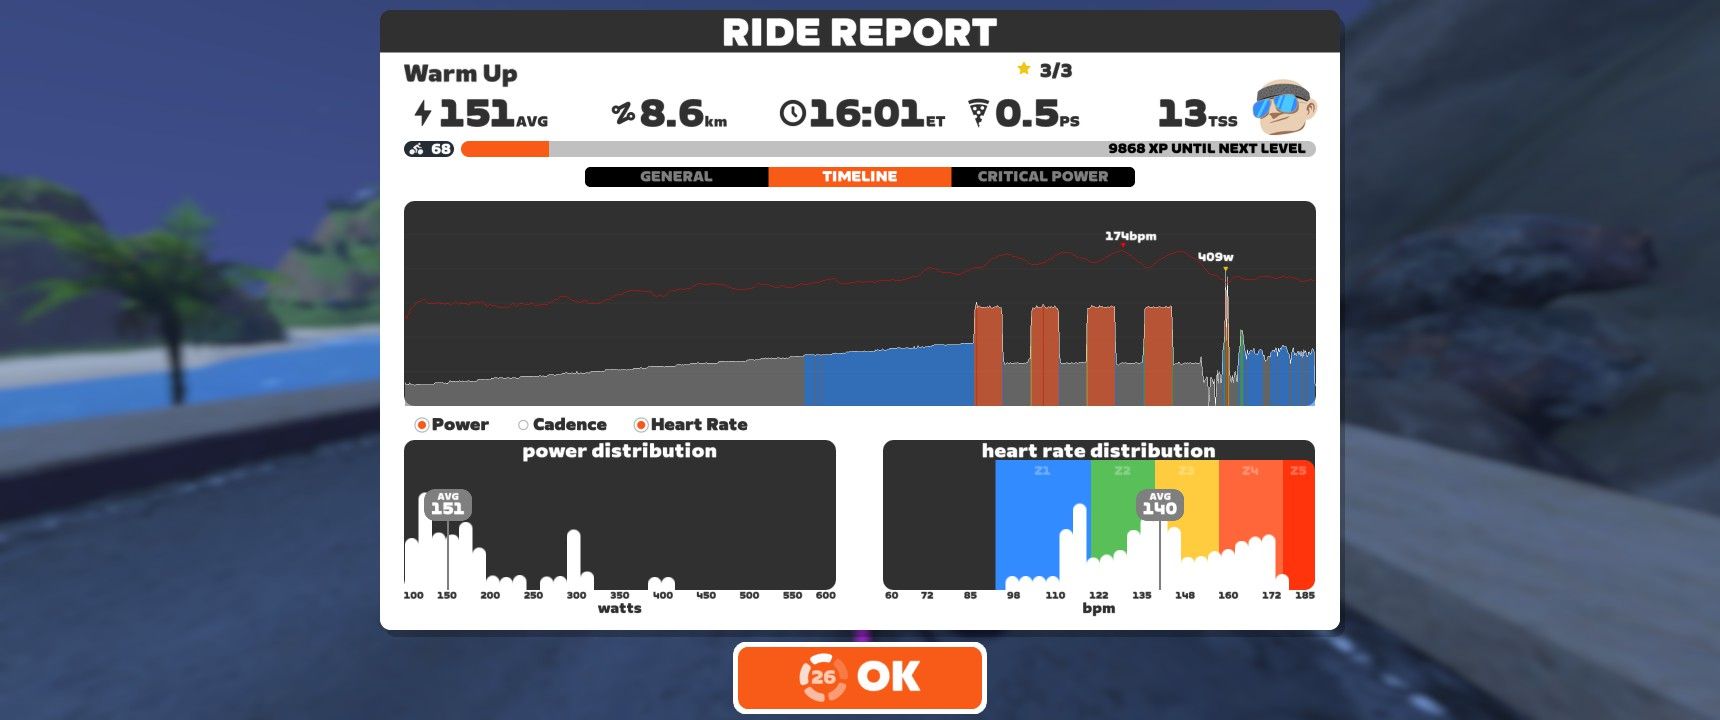 RIDE REPORT
Warm Up
3/3
151AVG 8.6km 16:01ET 0.5PS 13TSS
68 9868 XP UNTIL NEXT LEVEL
GENERAL TIMELINE CRITICAL POWER
174bpm
409w
Power Cadence Heart Rate
power distribution
AVG
151
100 150 200 250 300 350 400 450 500 550 600
watts
heart rate distribution
Z1 Z2 Z3 Z4 Z5
AVG
140
60 72 85 98 110 122 135 148 160 172 185
bpm
26 OK